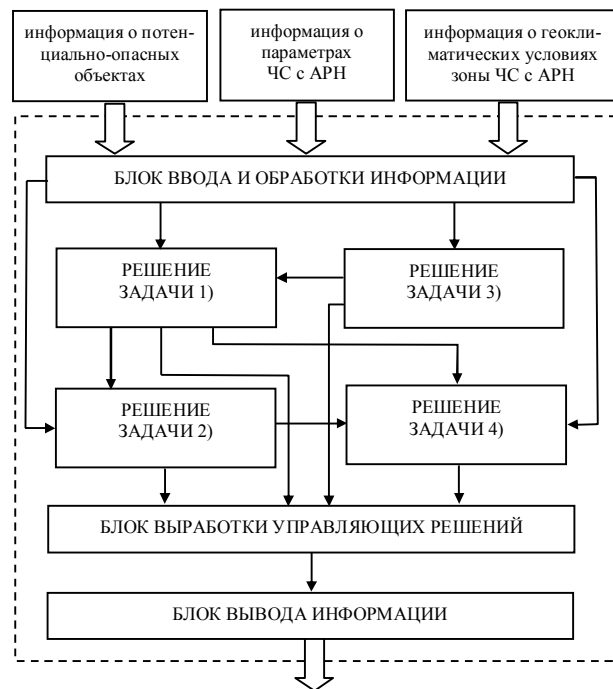 информация о потен-
циально-опасных
объектах
информация о
параметрах
ЧС с АРН
информация о геокли-
матических условиях
зоны ЧС с АРН
БЛОК ВВОДА И ОБРАБОТКИ ИНФОРМАЦИИ
РЕШЕНИЕ
ЗАДАЧИ 1)
РЕШЕНИЕ
ЗАДАЧИ 3)
РЕШЕНИЕ
ЗАДАЧИ 2)
РЕШЕНИЕ
ЗАДАЧИ 4)
БЛОК ВЫРАБОТКИ УПРАВЛЯЮЩИХ РЕШЕНИЙ
БЛОК ВЫВОДА ИНФОРМАЦИИ